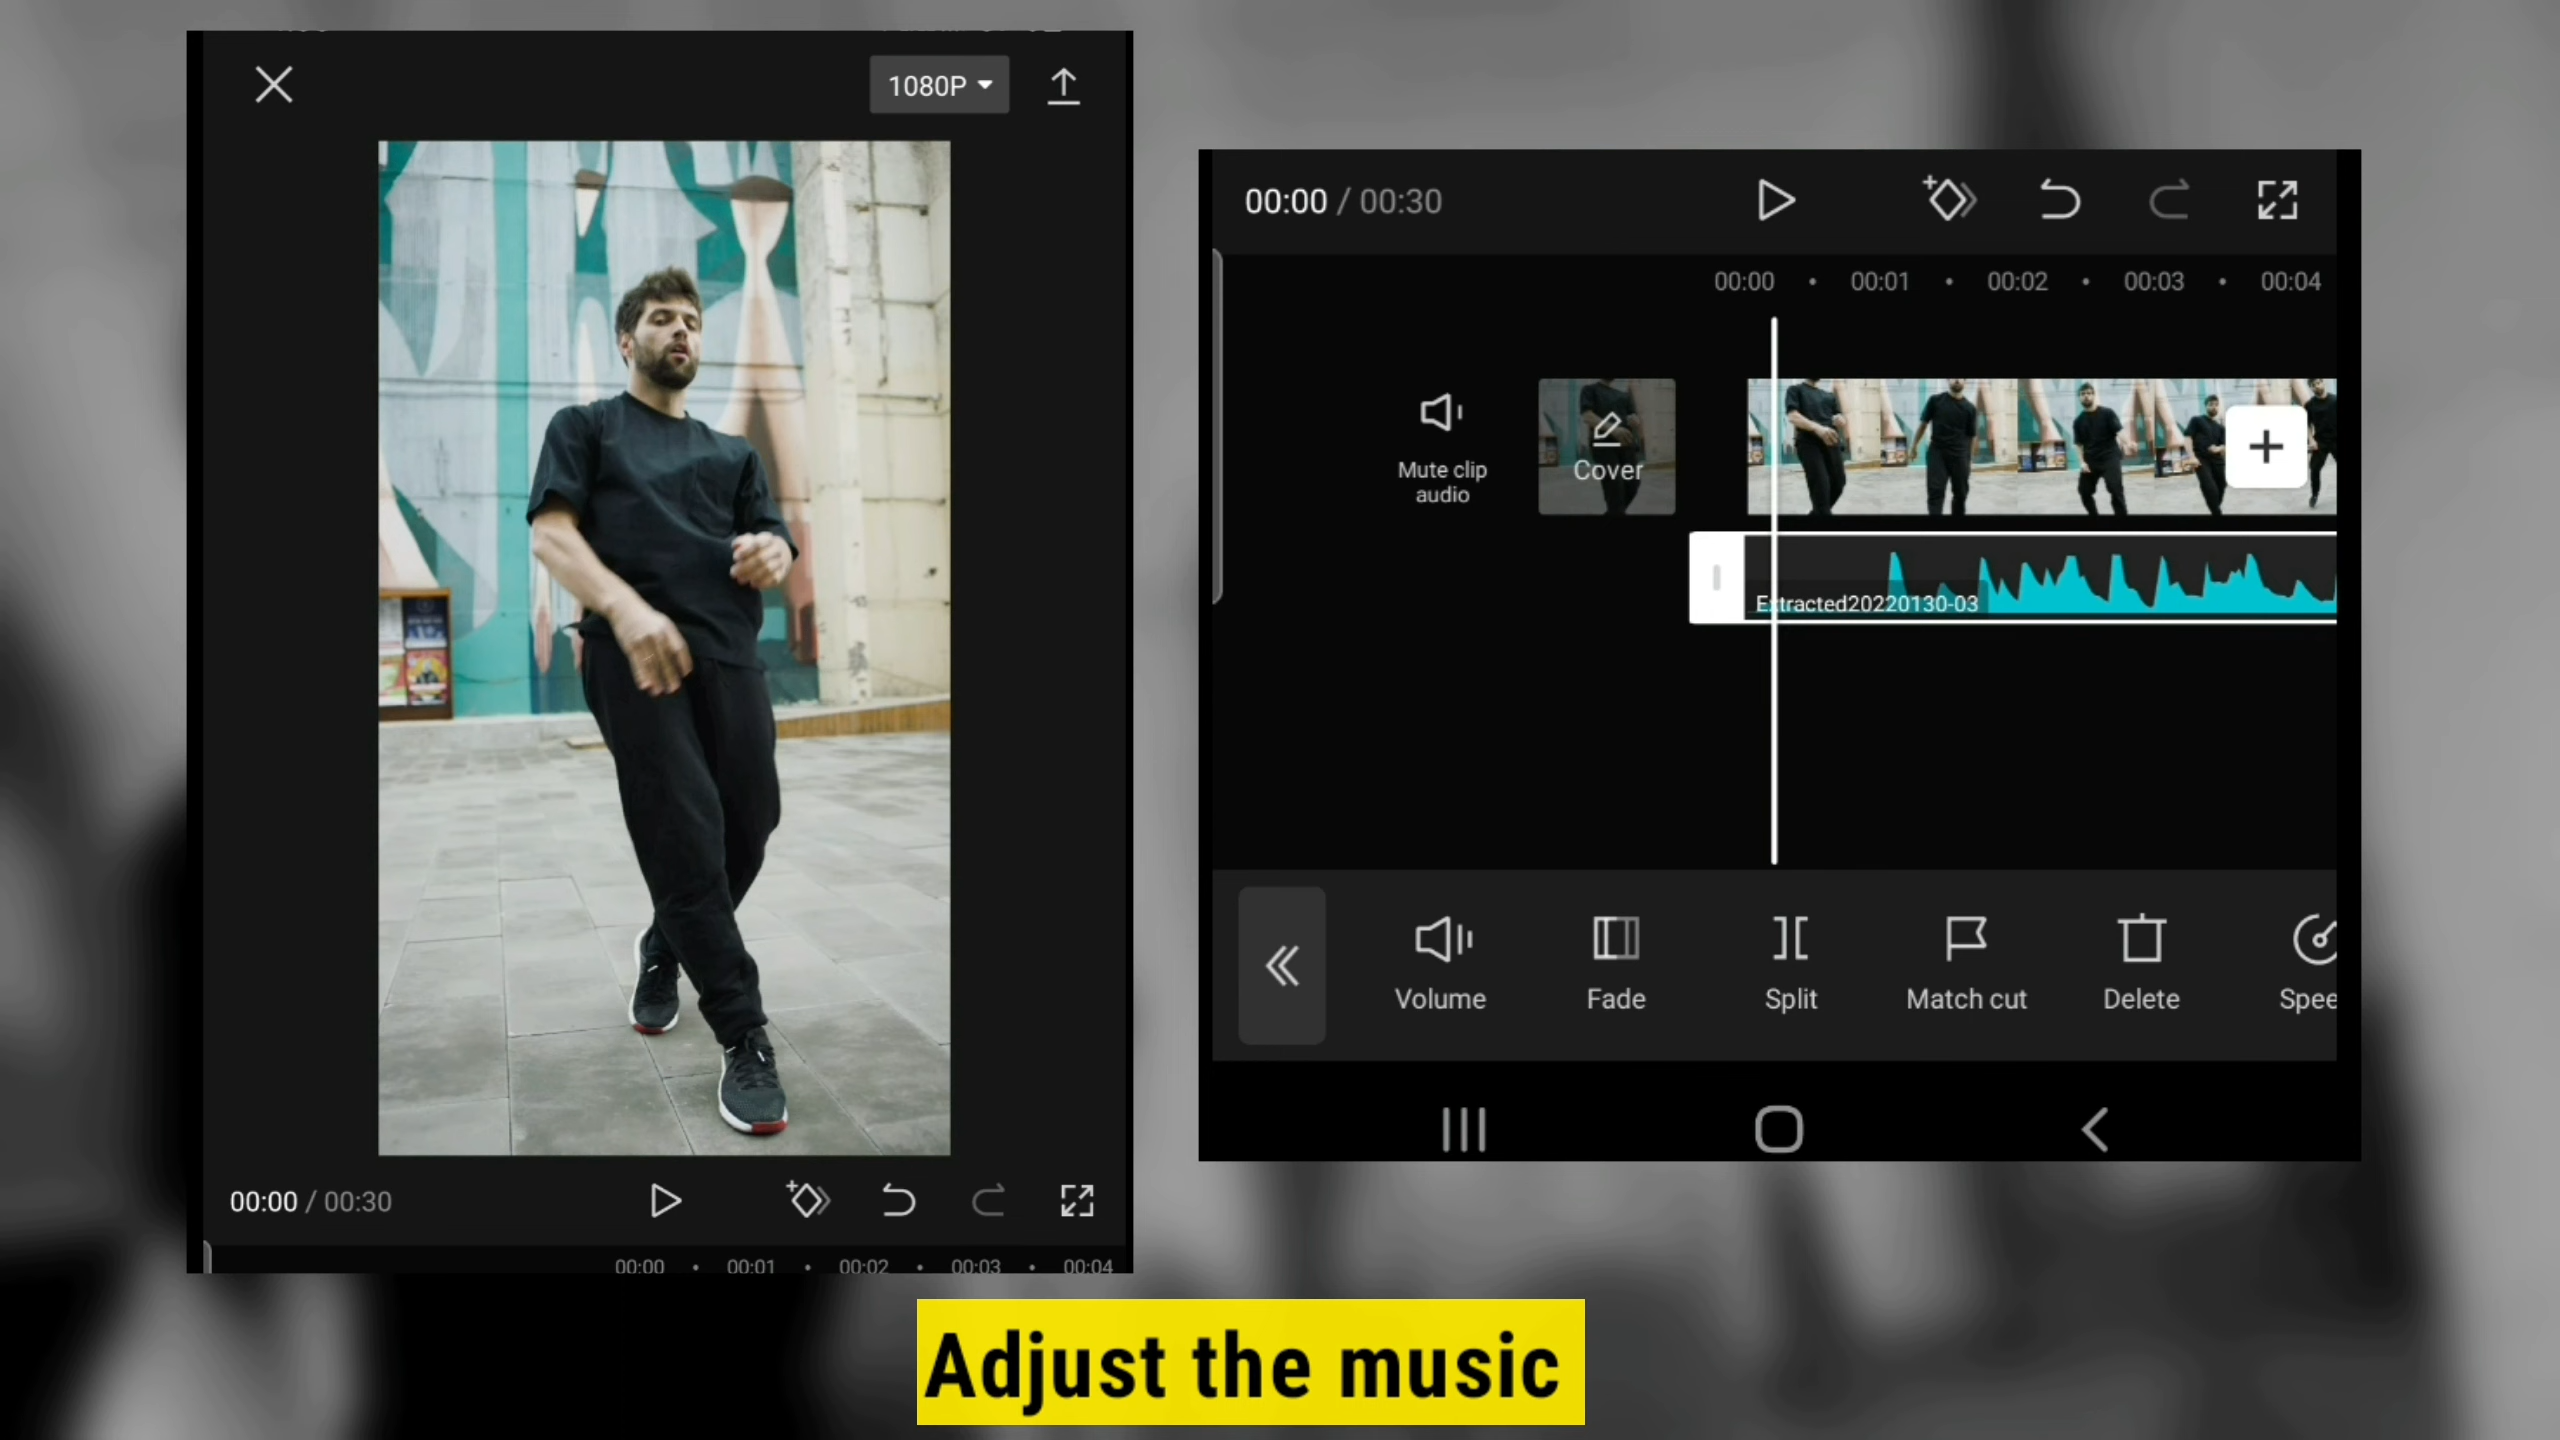 1080P
00:00 / 00:30
00:00 00:01 00:02 00:03 00:04
00:00 / 00:30
00:00 00:01 00:02 00:03 00:04
Mute clip
audio
Cover
Extracted20220130-03
Volume Fade Split Match cut Delete Spee
Adjust the music